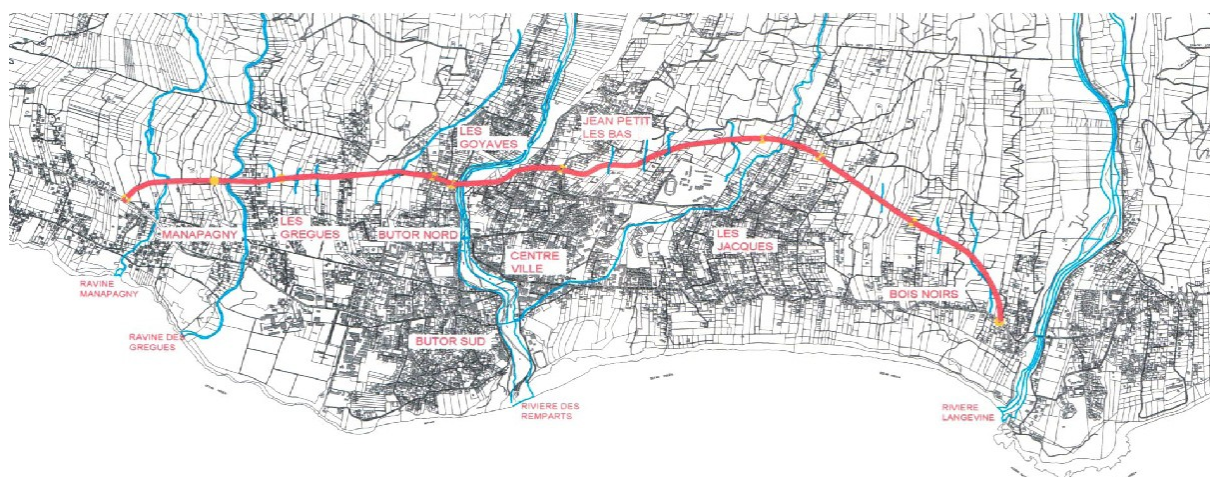 LES
GOYAVES
JEAN PETIT
LES BAS
MANAPAGNY
LES
GREGUES
BUTOR NORD
CENTRE
VILLE
LES
JACQUES
BOIS NOIRS
RAVINE
MANAPAGNY
RAVINE DES
GREGUES
BUTOR SUD
RIVIERE DES
REMPARTS
RIVIERE
LANGEVINE